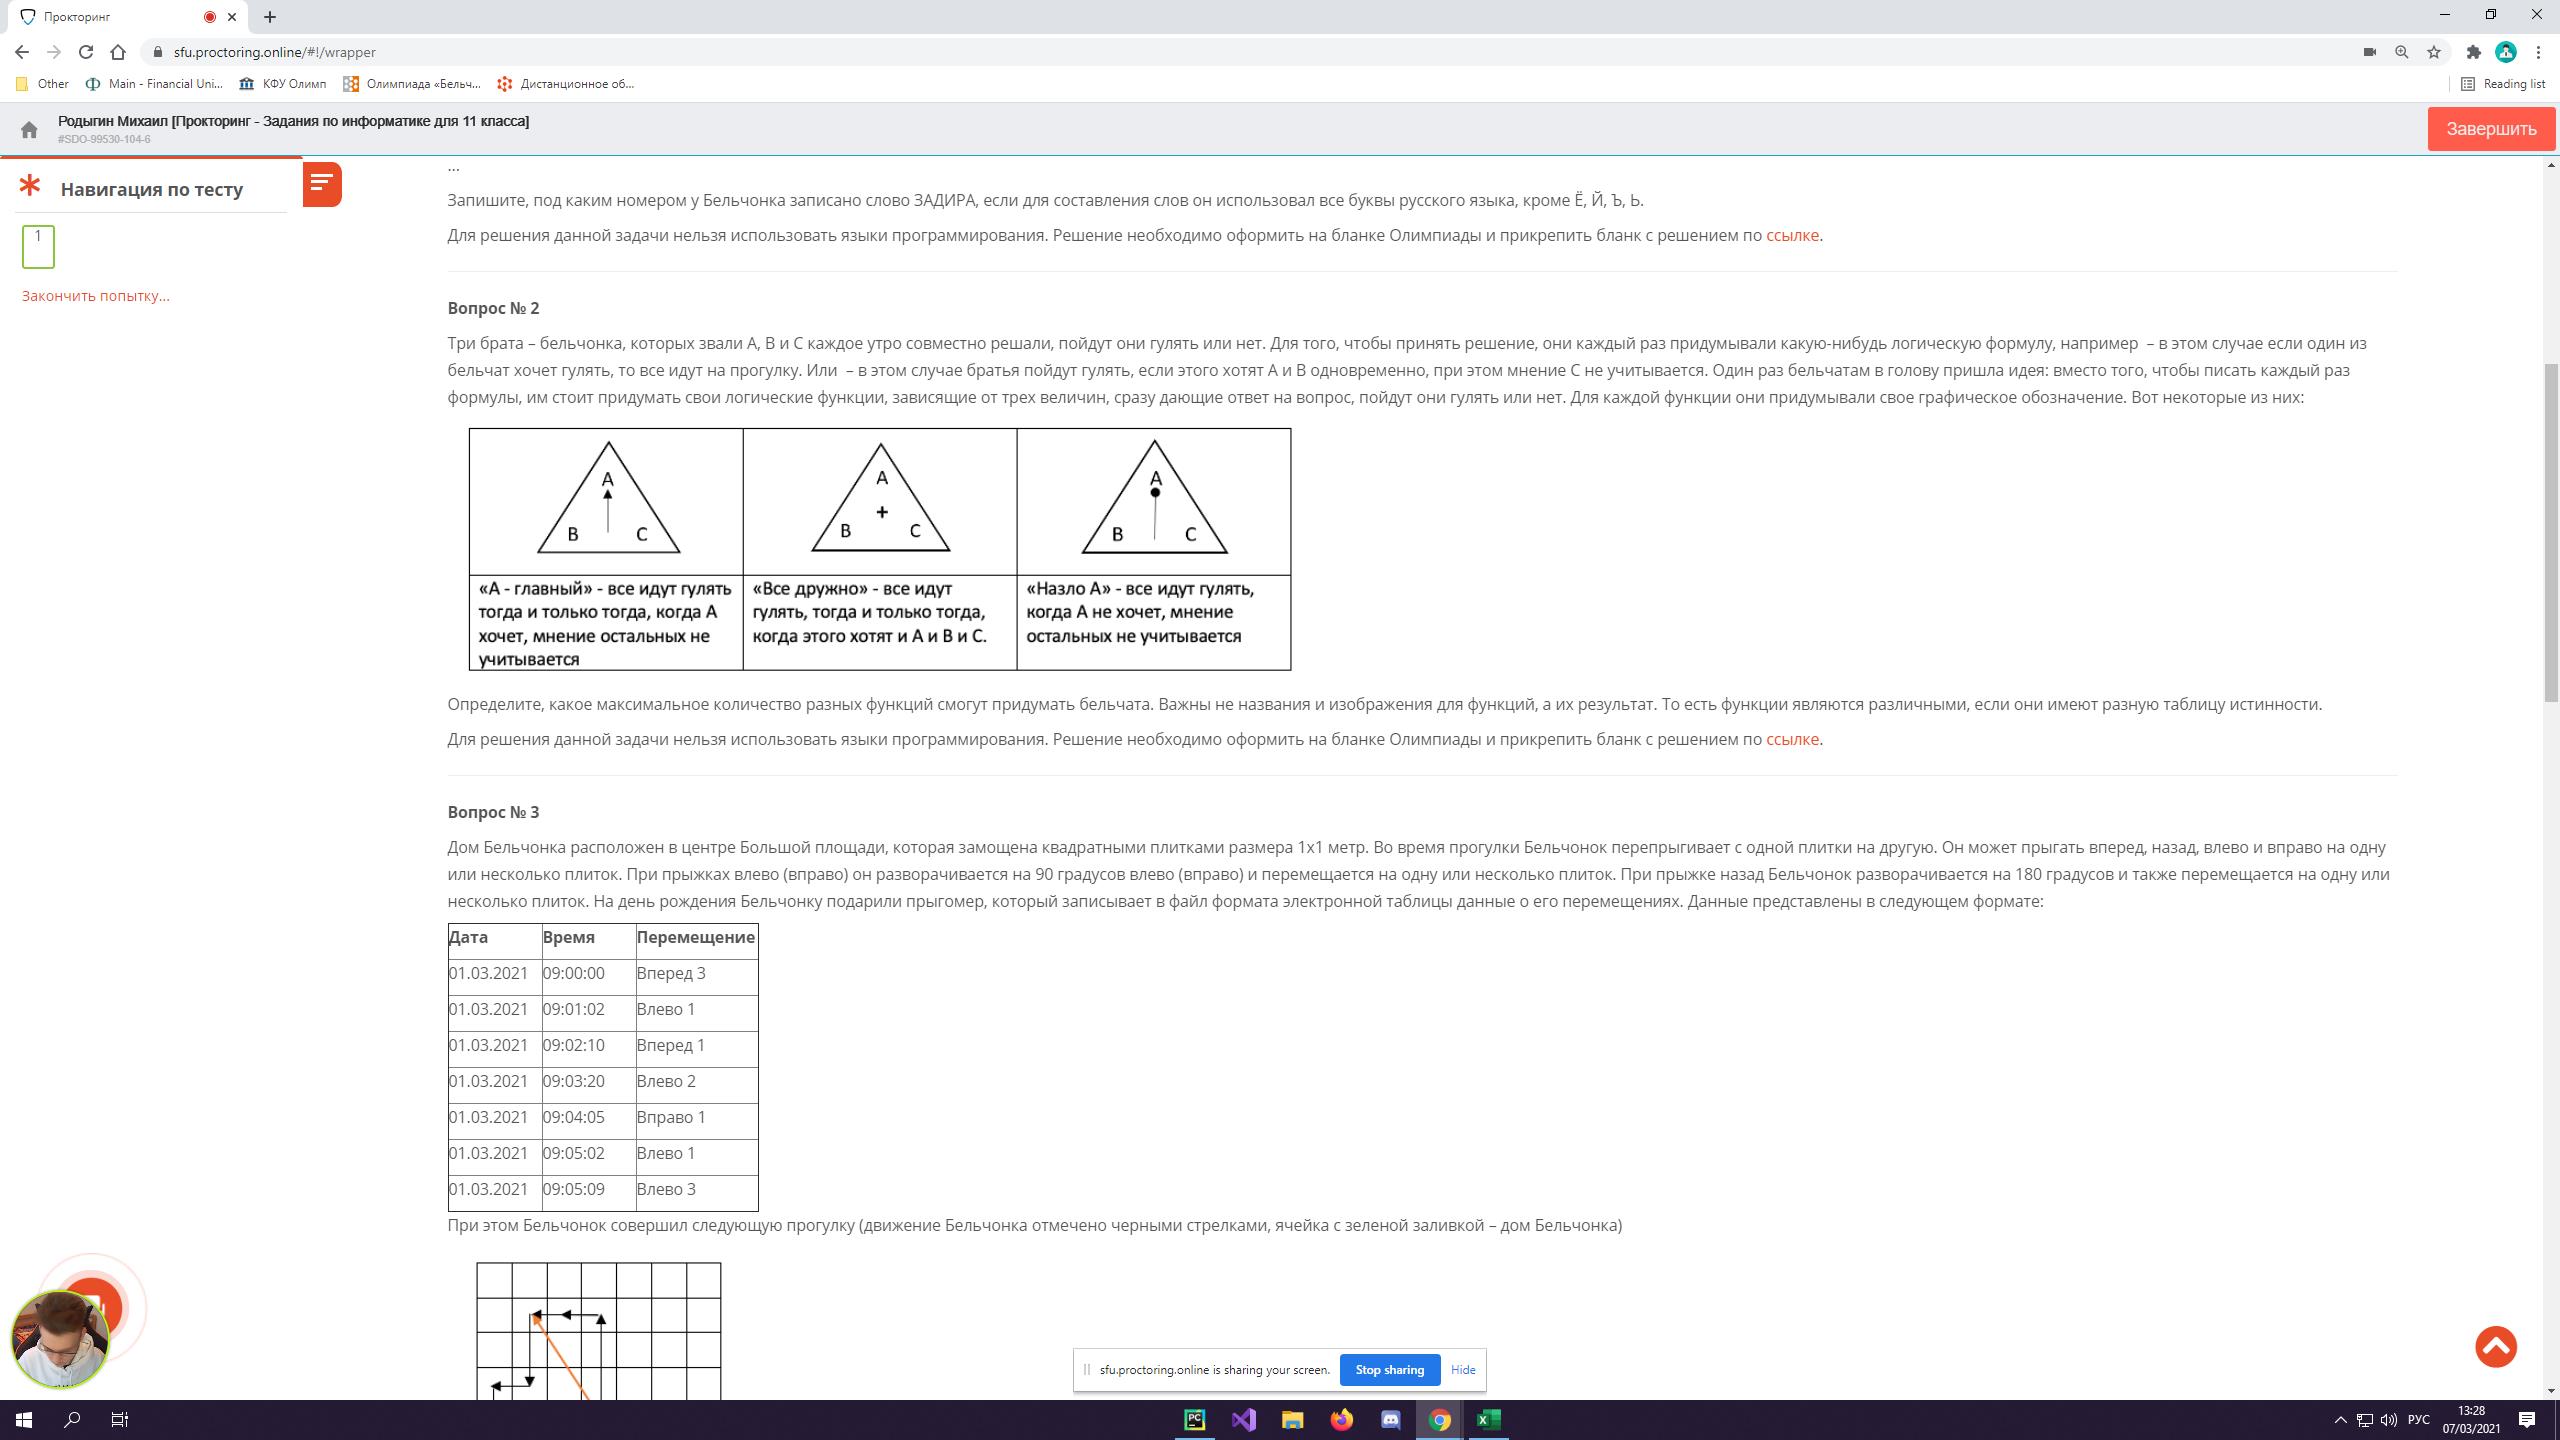 Прокторинг
sfu.proctoring.online/#!/wrapper
Other
Main - Financial Uni...
КФУ Олимп
Олимпиада «Бельч...
Дистанционное об...
Reading list
Родыгин Михаил [Прокторинг - Задания по информатике для 11 класса]
#SDO-99530-104-6
Завершить
Навигация по тесту
1
Закончить попытку...
...
Запишите, под каким номером у Бельчонка записано слово ЗАДИРА, если для составления слов он использовал все буквы русского языка, кроме Ё, Й, Ъ, Ь.
Для решения данной задачи нельзя использовать языки программирования. Решение необходимо оформить на бланке Олимпиады и прикрепить бланк с решением по ссылке.
Вопрос № 2
Три брата – бельчонка, которых звали А, В и С каждое утро совместно решали, пойдут они гулять или нет. Для того, чтобы принять решение, они каждый раз придумывали какую-нибудь логическую формулу, например – в этом случае если один из
бельчат хочет гулять, то все идут на прогулку. Или – в этом случае братья пойдут гулять, если этого хотят А и В одновременно, при этом мнение С не учитывается. Один раз бельчатам в голову пришла идея: вместо того, чтобы писать каждый раз
формулы, им стоит придумать свои логические функции, зависящие от трех величин, сразу дающие ответ на вопрос, пойдут они гулять или нет. Для каждой функции они придумывали свое графическое обозначение. Вот некоторые из них:
A
B C
A
+
B C
A
B C
«А - главный» - все идут гулять
тогда и только тогда, когда А
хочет, мнение остальных не
учитывается
«Все дружно» - все идут
гулять, тогда и только тогда,
когда этого хотят и А и В и С.
«Назло А» - все идут гулять,
когда А не хочет, мнение
остальных не учитывается
Определите, какое максимальное количество разных функций смогут придумать бельчата. Важны не названия и изображения для функций, а их результат. То есть функции являются различными, если они имеют разную таблицу истинности.
Для решения данной задачи нельзя использовать языки программирования. Решение необходимо оформить на бланке Олимпиады и прикрепить бланк с решением по ссылке.
Вопрос № 3
Дом Бельчонка расположен в центре Большой площади, которая замощена квадратными плитками размера 1х1 метр. Во время прогулки Бельчонок перепрыгивает с одной плитки на другую. Он может прыгать вперед, назад, влево и вправо на одну
или несколько плиток. При прыжках влево (вправо) он разворачивается на 90 градусов влево (вправо) и перемещается на одну или несколько плиток. При прыжке назад Бельчонок разворачивается на 180 градусов и также перемещается на одну или
несколько плиток. На день рождения Бельчонку подарили прыгомер, который записывает в файл формата электронной таблицы данные о его перемещениях. Данные представлены в следующем формате:
Дата Время Перемещение
01.03.2021 09:00:00 Вперед 3
01.03.2021 09:01:02 Влево 1
01.03.2021 09:02:10 Вперед 1
01.03.2021 09:03:20 Влево 2
01.03.2021 09:04:05 Вправо 1
01.03.2021 09:05:02 Влево 1
01.03.2021 09:05:09 Влево 3
При этом Бельчонок совершил следующую прогулку (движение Бельчонка отмечено черными стрелками, ячейка с зеленой заливкой – дом Бельчонка)
sfu.proctoring.online is sharing your screen.
Stop sharing
Hide
PC
РУС
13:28
07/03/2021